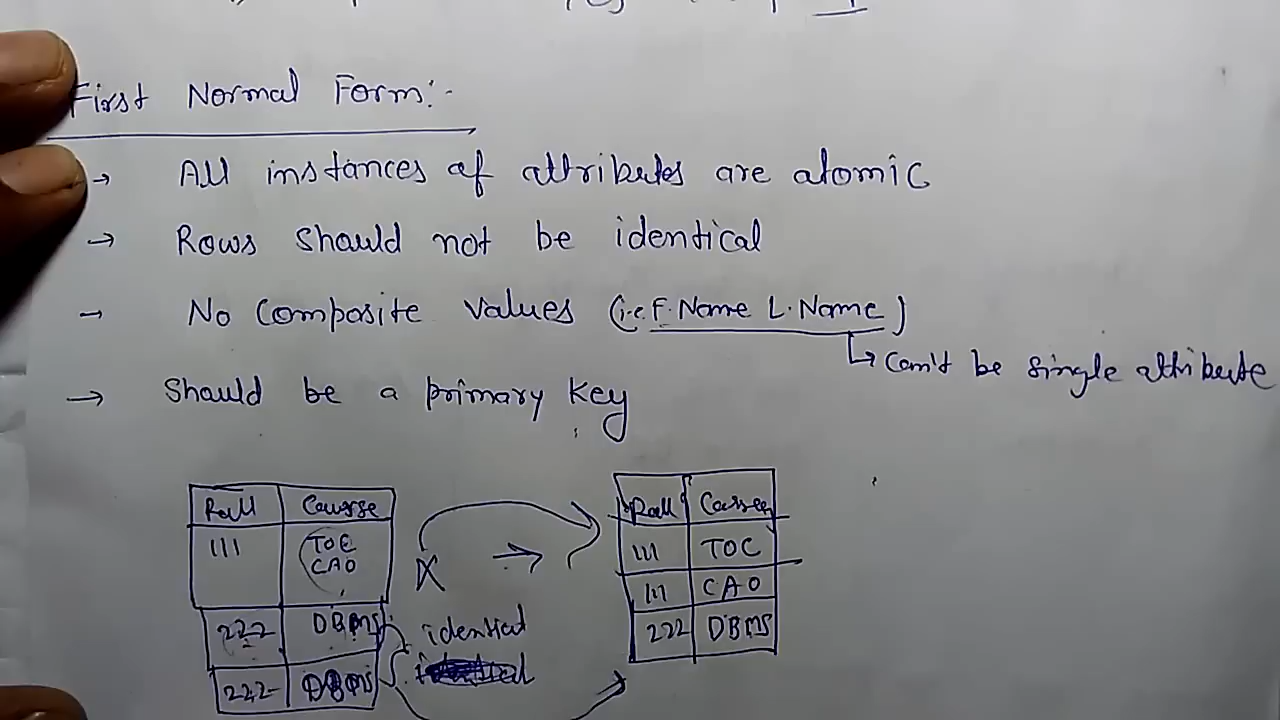 First Normal Form:-
→ All instances of attributes are atomic
→ Rows should not be identical
- No Composite values (i.e F.Name L.Name)
↳ Can't be single attribute
→ Should be a primary key
Roll Course
111 TOC
CAO
222 DBMS
222 DBMS
X →
identical
Roll Course
111 TOC
111 CAO
222 DBMS